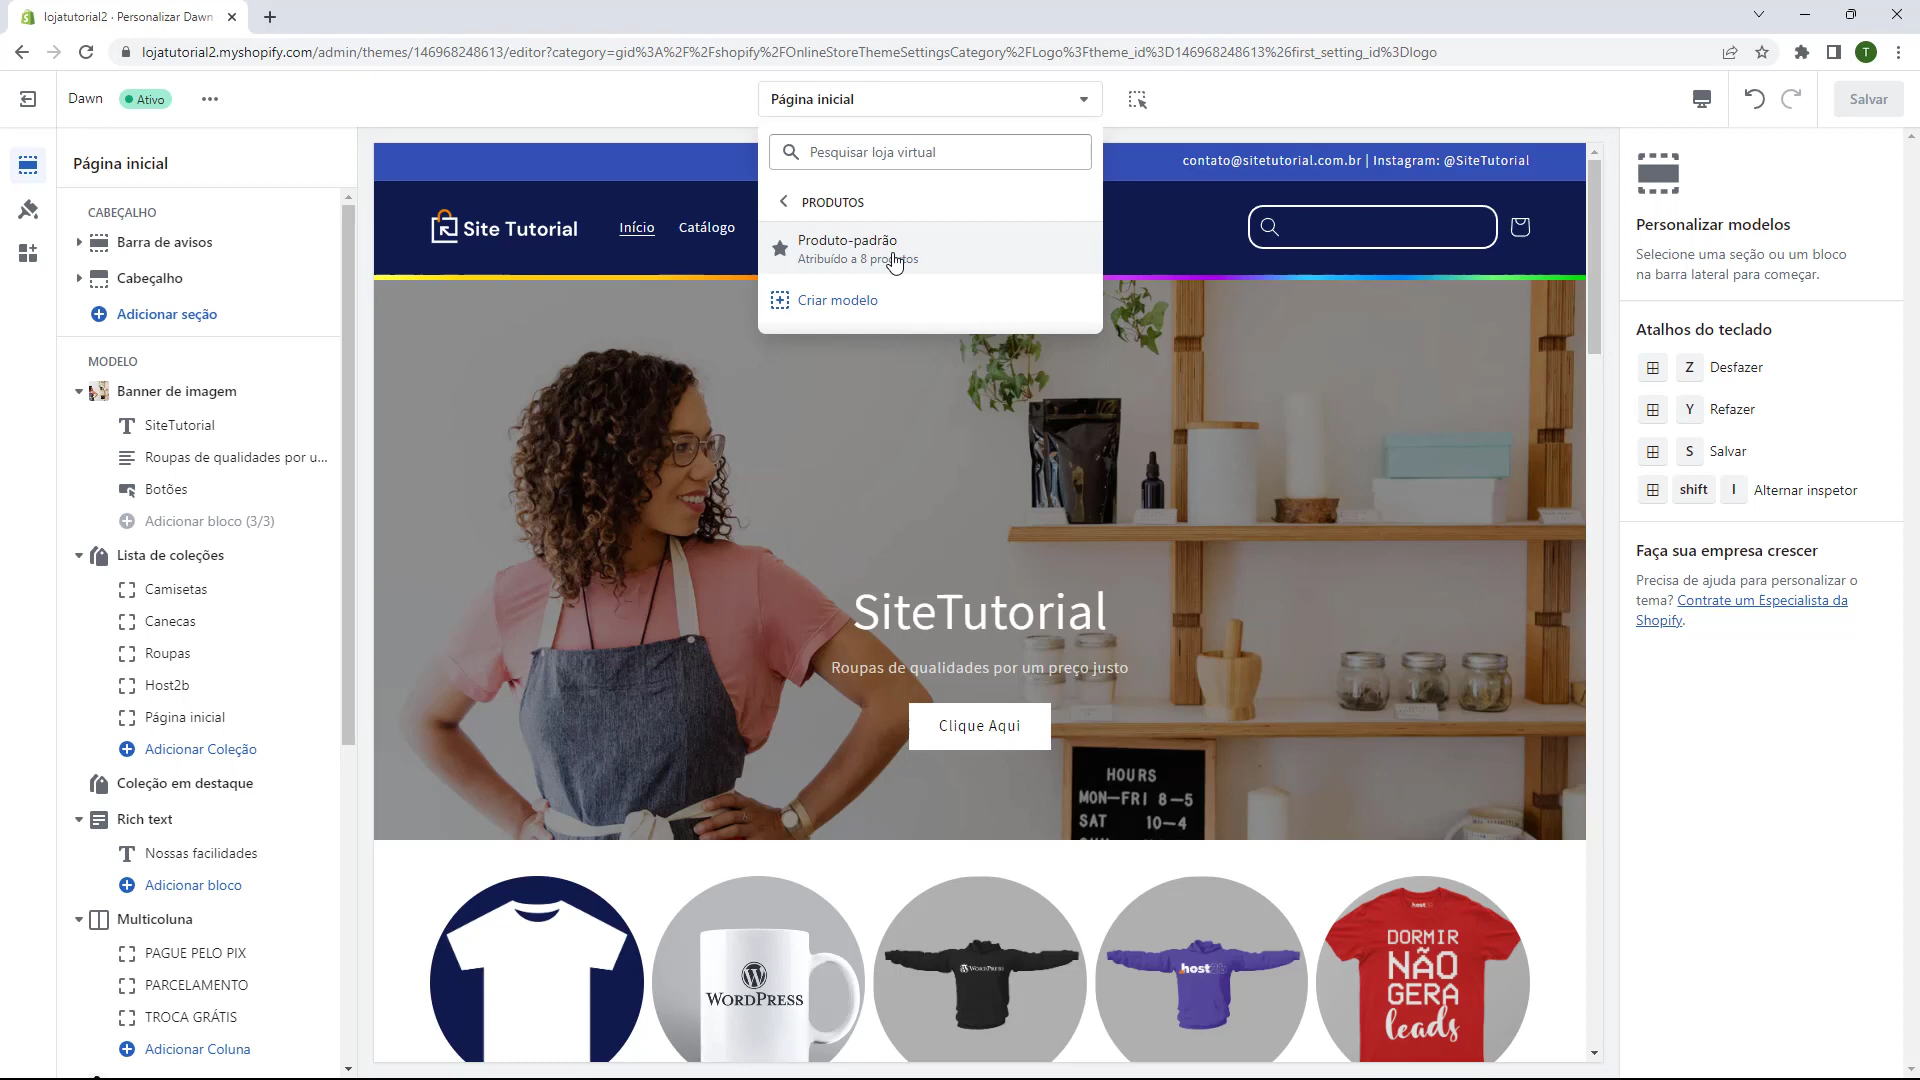 lojatutorial2 · Personalizar Dawn
lojatutorial2.myshopify.com/admin/themes/146968248613/editor?category=gid%3A%2F%2Fshopify%2FOnlineStoreThemeSettingsCategory%2FLogo%3Ftheme_id%3D146968248613%26first_setting_id%3Dlogo
T
Dawn
Ativo
Página inicial
Salvar
Página inicial
CABEÇALHO
Barra de avisos
Cabeçalho
Adicionar seção
MODELO
Banner de imagem
SiteTutorial
Roupas de qualidades por u...
Botões
Adicionar bloco (3/3)
Lista de coleções
Camisetas
Canecas
Roupas
Host2b
Página inicial
Adicionar Coleção
Coleção em destaque
Rich text
Nossas facilidades
Adicionar bloco
Multicoluna
PAGUE PELO PIX
PARCELAMENTO
TROCA GRÁTIS
Adicionar Coluna
Pesquisar loja virtual
PRODUTOS
Produto-padrão
Atribuído a 8 produtos
Criar modelo
contato@sitetutorial.com.br | Instagram: @SiteTutorial
Site Tutorial
Início
Catálogo
SiteTutorial
Roupas de qualidades por um preço justo
Clique Aqui
HOURS
MON–FRI 8–5
SAT 10–4
WORDPRESS
WORDPRESS
host2b
host2b
DORMIR
NÃO
GERA
leads
Personalizar modelos
Selecione uma seção ou um bloco
na barra lateral para começar.
Atalhos do teclado
Z Desfazer
Y Refazer
S Salvar
shift I Alternar inspetor
Faça sua empresa crescer
Precisa de ajuda para personalizar o
tema? Contrate um Especialista da
Shopify.